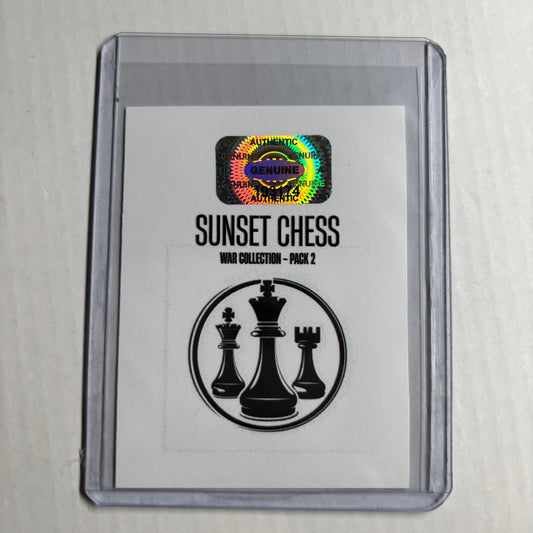 AUTHENTIC
GENUINE
AUTHENTIC
SUNSET CHESS
WAR COLLECTION - PACK 2